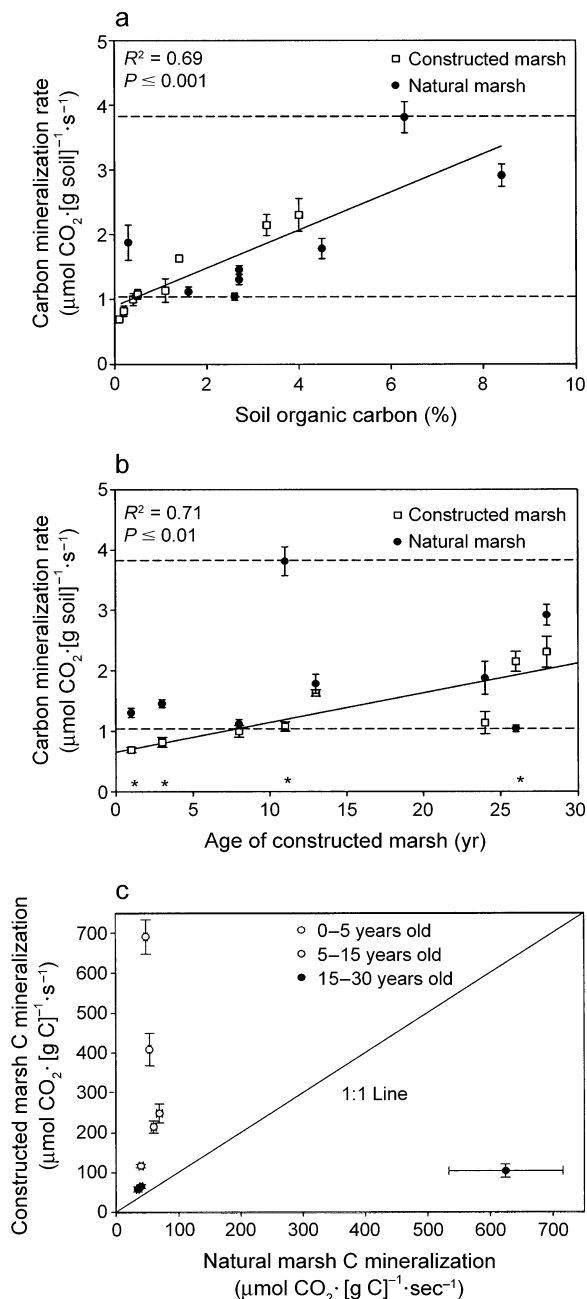 a
R² = 0.69
P ≤ 0.001
□ Constructed marsh
● Natural marsh
Carbon mineralization rate
(μmol CO₂·[g soil]⁻¹·s⁻¹)
5
4
3
2
1
0
0 2 4 6 8 10
Soil organic carbon (%)
b
R² = 0.71
P ≤ 0.01
□ Constructed marsh
● Natural marsh
Carbon mineralization rate
(μmol CO₂·[g soil]⁻¹·s⁻¹)
5
4
3
2
1
0
* * * *
0 5 10 15 20 25 30
Age of constructed marsh (yr)
c
○ 0–5 years old
○ 5–15 years old
● 15–30 years old
1:1 Line
Constructed marsh C mineralization
(μmol CO₂·[g C]⁻¹·s⁻¹)
700
600
500
400
300
200
100
0
0 100 200 300 400 500 600 700
Natural marsh C mineralization
(μmol CO₂·[g C]⁻¹·sec⁻¹)